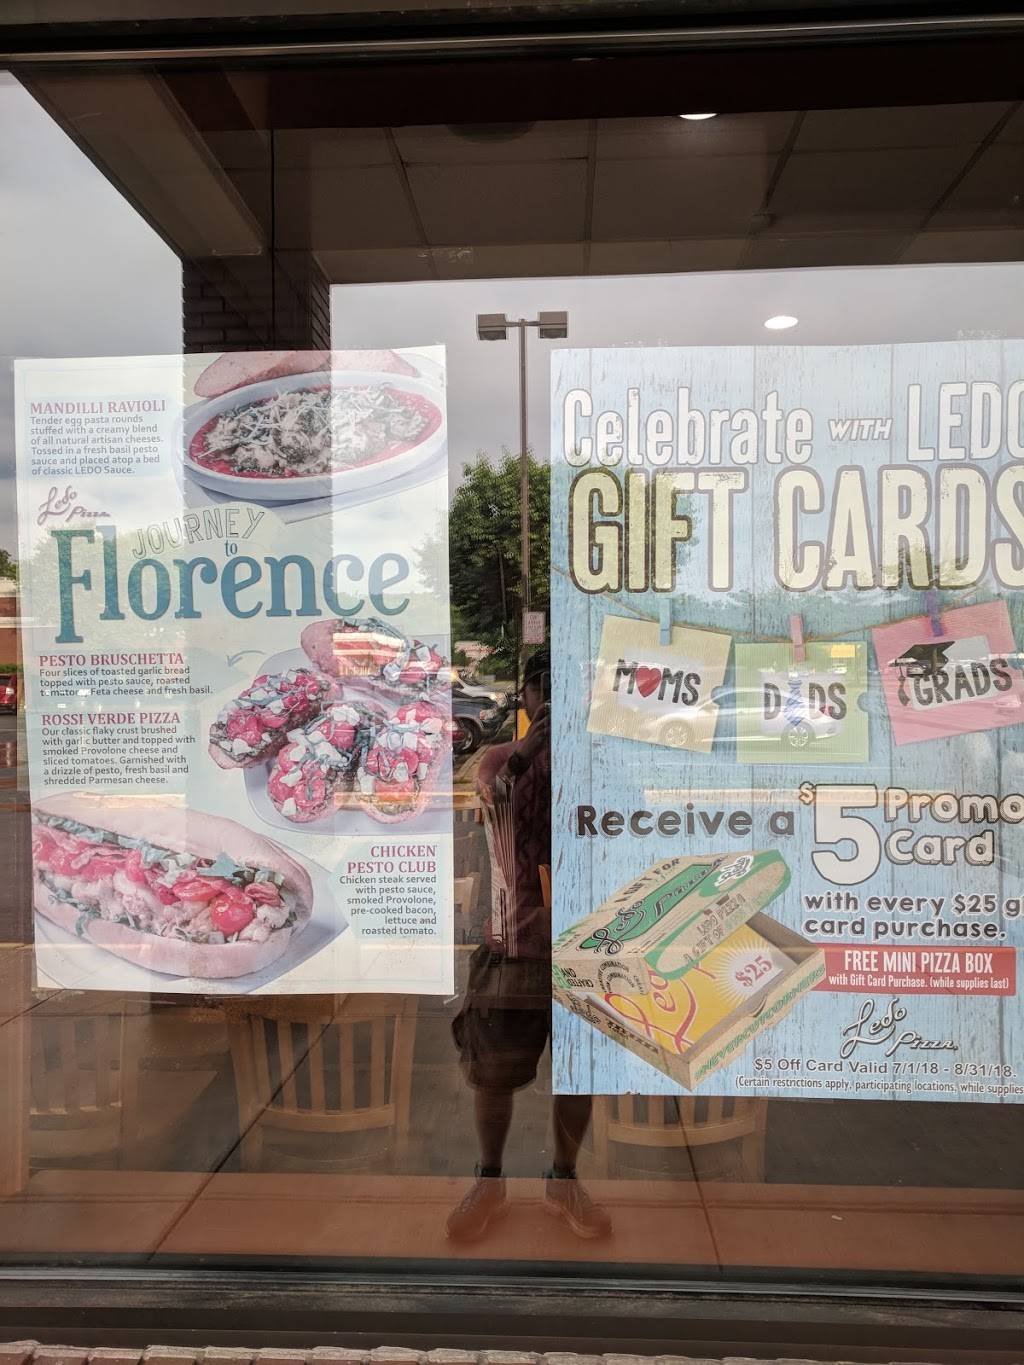 MANDILLI RAVIOLI
Tender egg pasta rounds
stuffed with a creamy blend
of all natural artisan cheeses.
Tossed in a fresh basil pesto
sauce and placed atop a bed
of classic LEDO Sauce.
Ledo
Pizza
JOURNEY
to
Florence
PESTO BRUSCHETTA
Four slices of toasted garlic bread
topped with pesto sauce, roasted
tomatoes, Feta cheese and fresh basil.
ROSSI VERDE PIZZA
Our classic flaky crust brushed
with garlic butter and topped with
smoked Provolone cheese and
sliced tomatoes. Garnished with
a drizzle of pesto, fresh basil and
shredded Parmesan cheese.
CHICKEN
PESTO CLUB
Chicken steak served
with pesto sauce,
smoked Provolone,
pre-cooked bacon,
lettuce and
roasted tomato.
Celebrate WITH LEDO
GIFT CARDS
MOMS
DADS
GRADS
Receive a $5 Promo
Card
with every $25 g
card purchase.
FREE MINI PIZZA BOX
with Gift Card Purchase. (while supplies last)
$25
Ledo
Pizza
$5 Off Card Valid 7/1/18 - 8/31/18.
(Certain restrictions apply, participating locations, while supplies